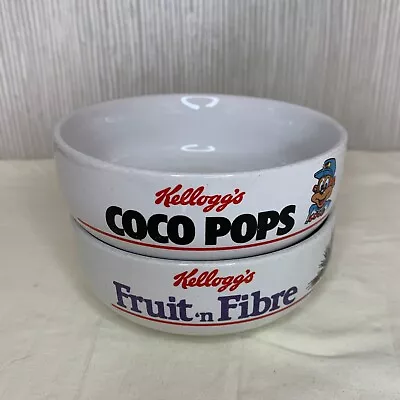 Kellogg's
COCO POPS
Kellogg's
Fruit 'n Fibre